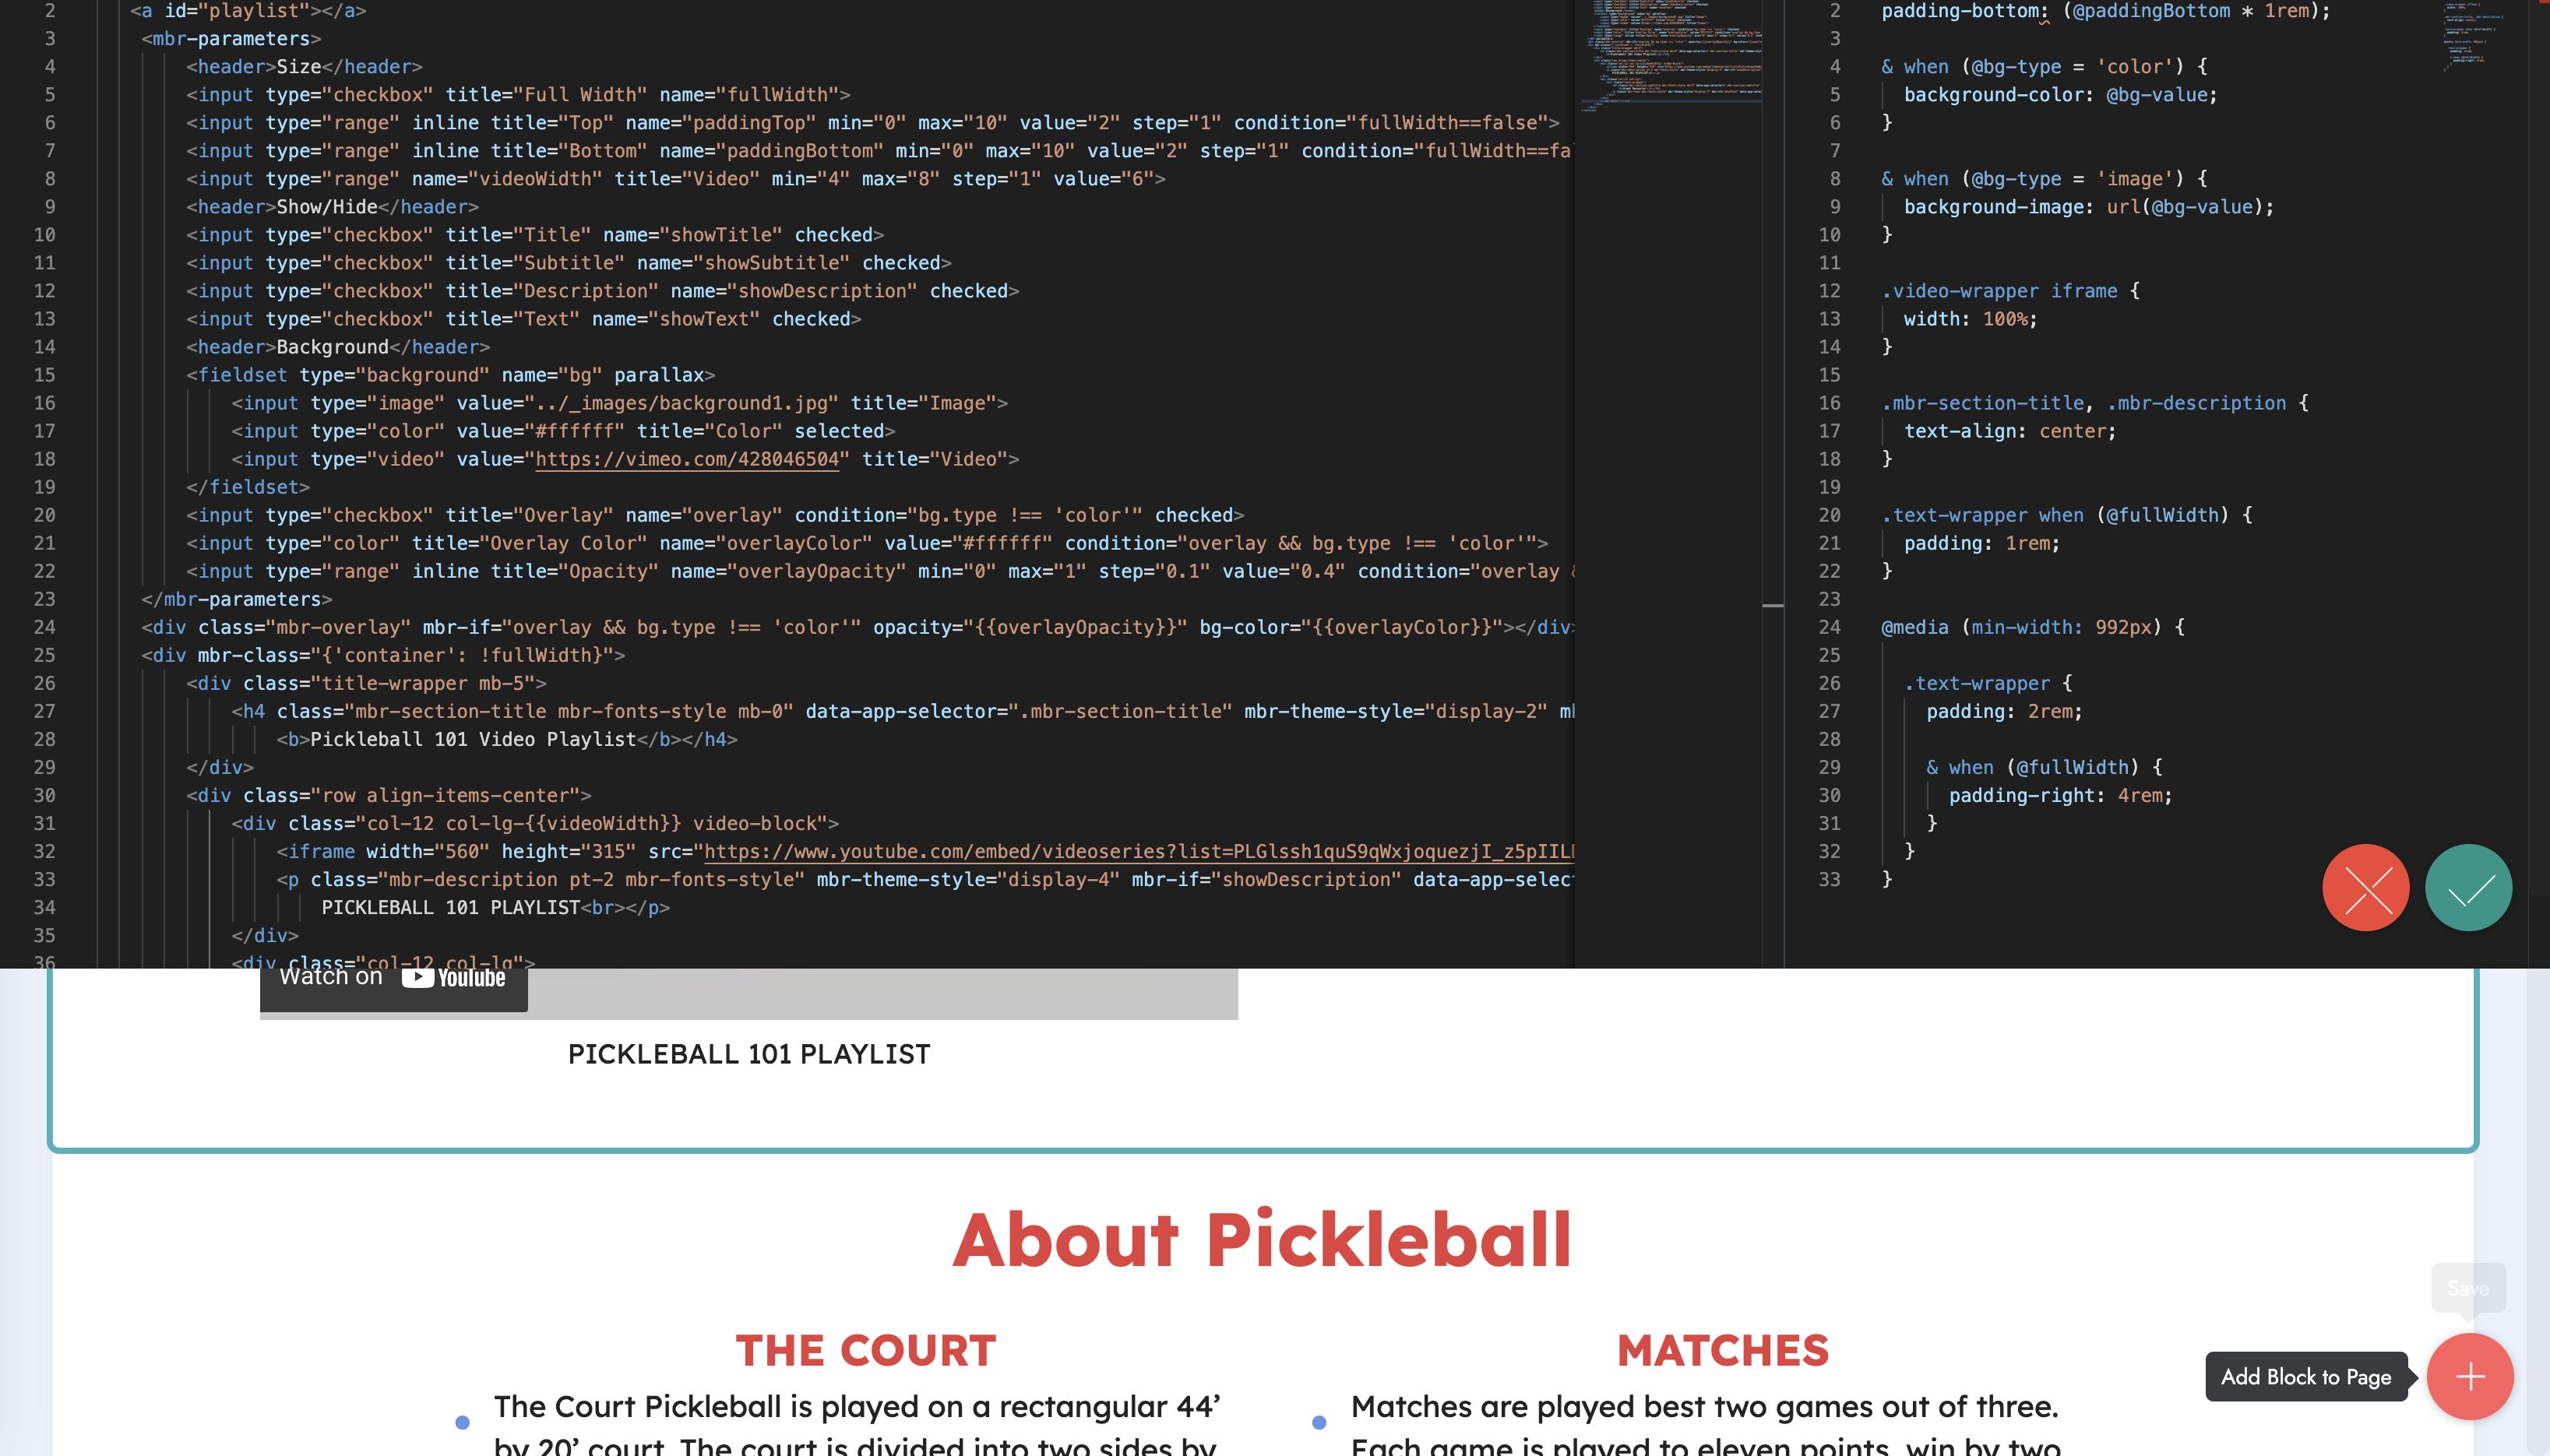 2 <a id="playlist"></a>
3 <mbr-parameters>
4 <header>Size</header>
5 <input type="checkbox" title="Full Width" name="fullWidth">
6 <input type="range" inline title="Top" name="paddingTop" min="0" max="10" value="2" step="1" condition="fullWidth==false">
7 <input type="range" inline title="Bottom" name="paddingBottom" min="0" max="10" value="2" step="1" condition="fullWidth==fa
8 <input type="range" name="videoWidth" title="Video" min="4" max="8" step="1" value="6">
9 <header>Show/Hide</header>
10 <input type="checkbox" title="Title" name="showTitle" checked>
11 <input type="checkbox" title="Subtitle" name="showSubtitle" checked>
12 <input type="checkbox" title="Description" name="showDescription" checked>
13 <input type="checkbox" title="Text" name="showText" checked>
14 <header>Background</header>
15 <fieldset type="background" name="bg" parallax>
16 <input type="image" value="../_images/background1.jpg" title="Image">
17 <input type="color" value="#ffffff" title="Color" selected>
18 <input type="video" value="https://vimeo.com/428046504" title="Video">
19 </fieldset>
20 <input type="checkbox" title="Overlay" name="overlay" condition="bg.type !== 'color'" checked>
21 <input type="color" title="Overlay Color" name="overlayColor" value="#ffffff" condition="overlay && bg.type !== 'color'">
22 <input type="range" inline title="Opacity" name="overlayOpacity" min="0" max="1" step="0.1" value="0.4" condition="overlay &
23 </mbr-parameters>
24 <div class="mbr-overlay" mbr-if="overlay && bg.type !== 'color'" opacity="{{overlayOpacity}}" bg-color="{{overlayColor}}"></div>
25 <div mbr-class="{'container': !fullWidth}">
26 <div class="title-wrapper mb-5">
27 <h4 class="mbr-section-title mbr-fonts-style mb-0" data-app-selector=".mbr-section-title" mbr-theme-style="display-2" mb
28 <b>Pickleball 101 Video Playlist</b></h4>
29 </div>
30 <div class="row align-items-center">
31 <div class="col-12 col-lg-{{videoWidth}} video-block">
32 <iframe width="560" height="315" src="https://www.youtube.com/embed/videoseries?list=PLGlssh1quS9qWxjoquezjI_z5pIIL
33 <p class="mbr-description pt-2 mbr-fonts-style" mbr-theme-style="display-4" mbr-if="showDescription" data-app-selec
34 PICKLEBALL 101 PLAYLIST<br></p>
35 </div>
36 <div class="col-12 col-lg">
2 padding-bottom: (@paddingBottom * 1rem);
3
4 & when (@bg-type = 'color') {
5 background-color: @bg-value;
6 }
7
8 & when (@bg-type = 'image') {
9 background-image: url(@bg-value);
10 }
11
12 .video-wrapper iframe {
13 width: 100%;
14 }
15
16 .mbr-section-title, .mbr-description {
17 text-align: center;
18 }
19
20 .text-wrapper when (@fullWidth) {
21 padding: 1rem;
22 }
23
24 @media (min-width: 992px) {
25
26 .text-wrapper {
27 padding: 2rem;
28
29 & when (@fullWidth) {
30 padding-right: 4rem;
31 }
32 }
33 }
Watch on YouTube
PICKLEBALL 101 PLAYLIST
About Pickleball
THE COURT
The Court Pickleball is played on a rectangular 44’
by 20’ court. The court is divided into two sides by
MATCHES
Matches are played best two games out of three.
Each game is played to eleven points, win by two
Save
Add Block to Page